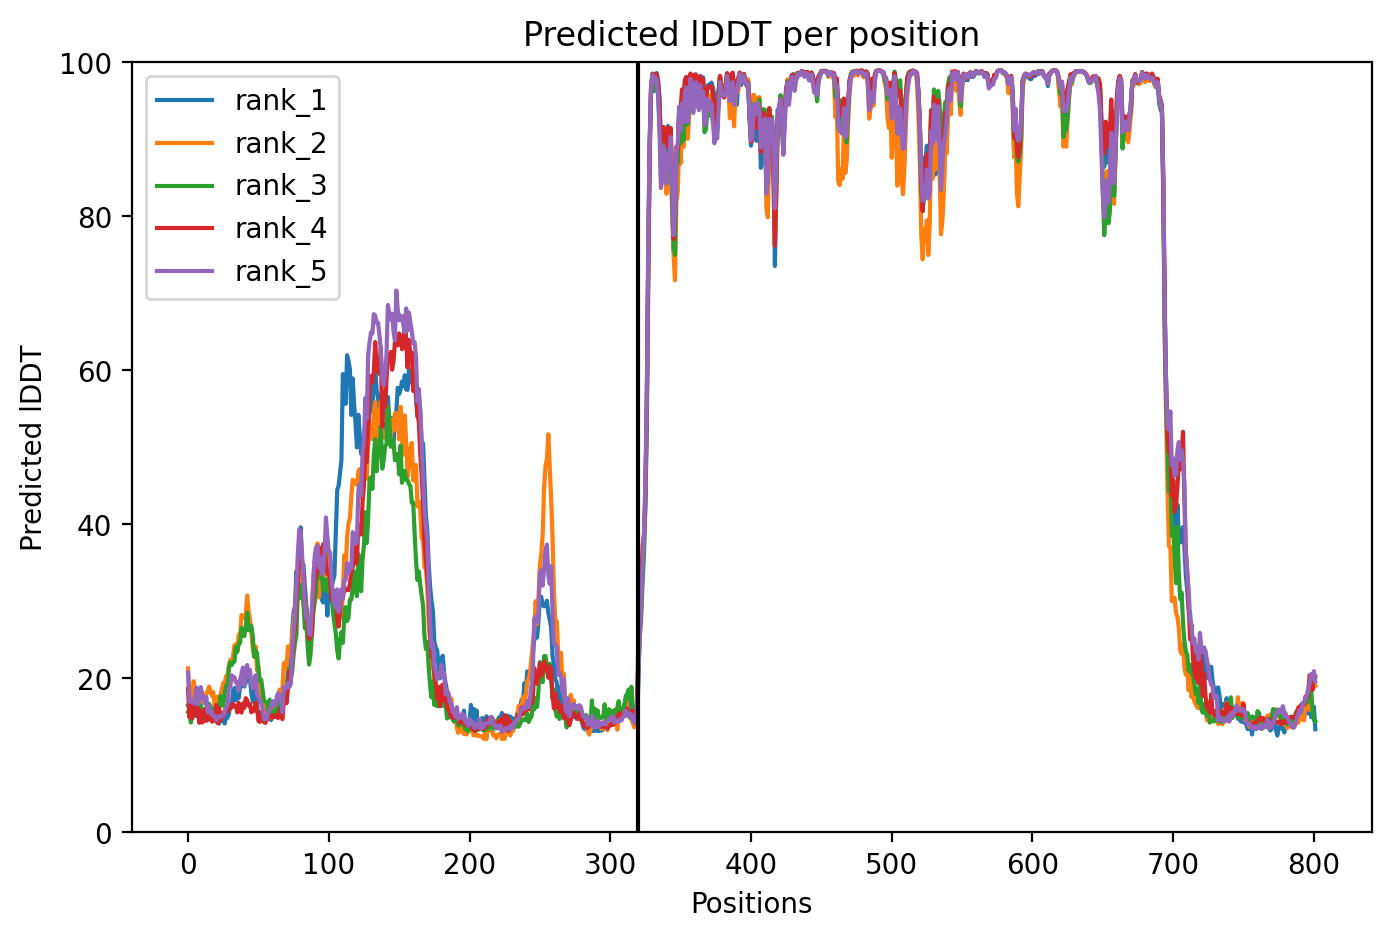 Predicted lDDT per position
100
80
60
40
20
0
Predicted lDDT
rank_1
rank_2
rank_3
rank_4
rank_5
0 100 200 300 400 500 600 700 800
Positions